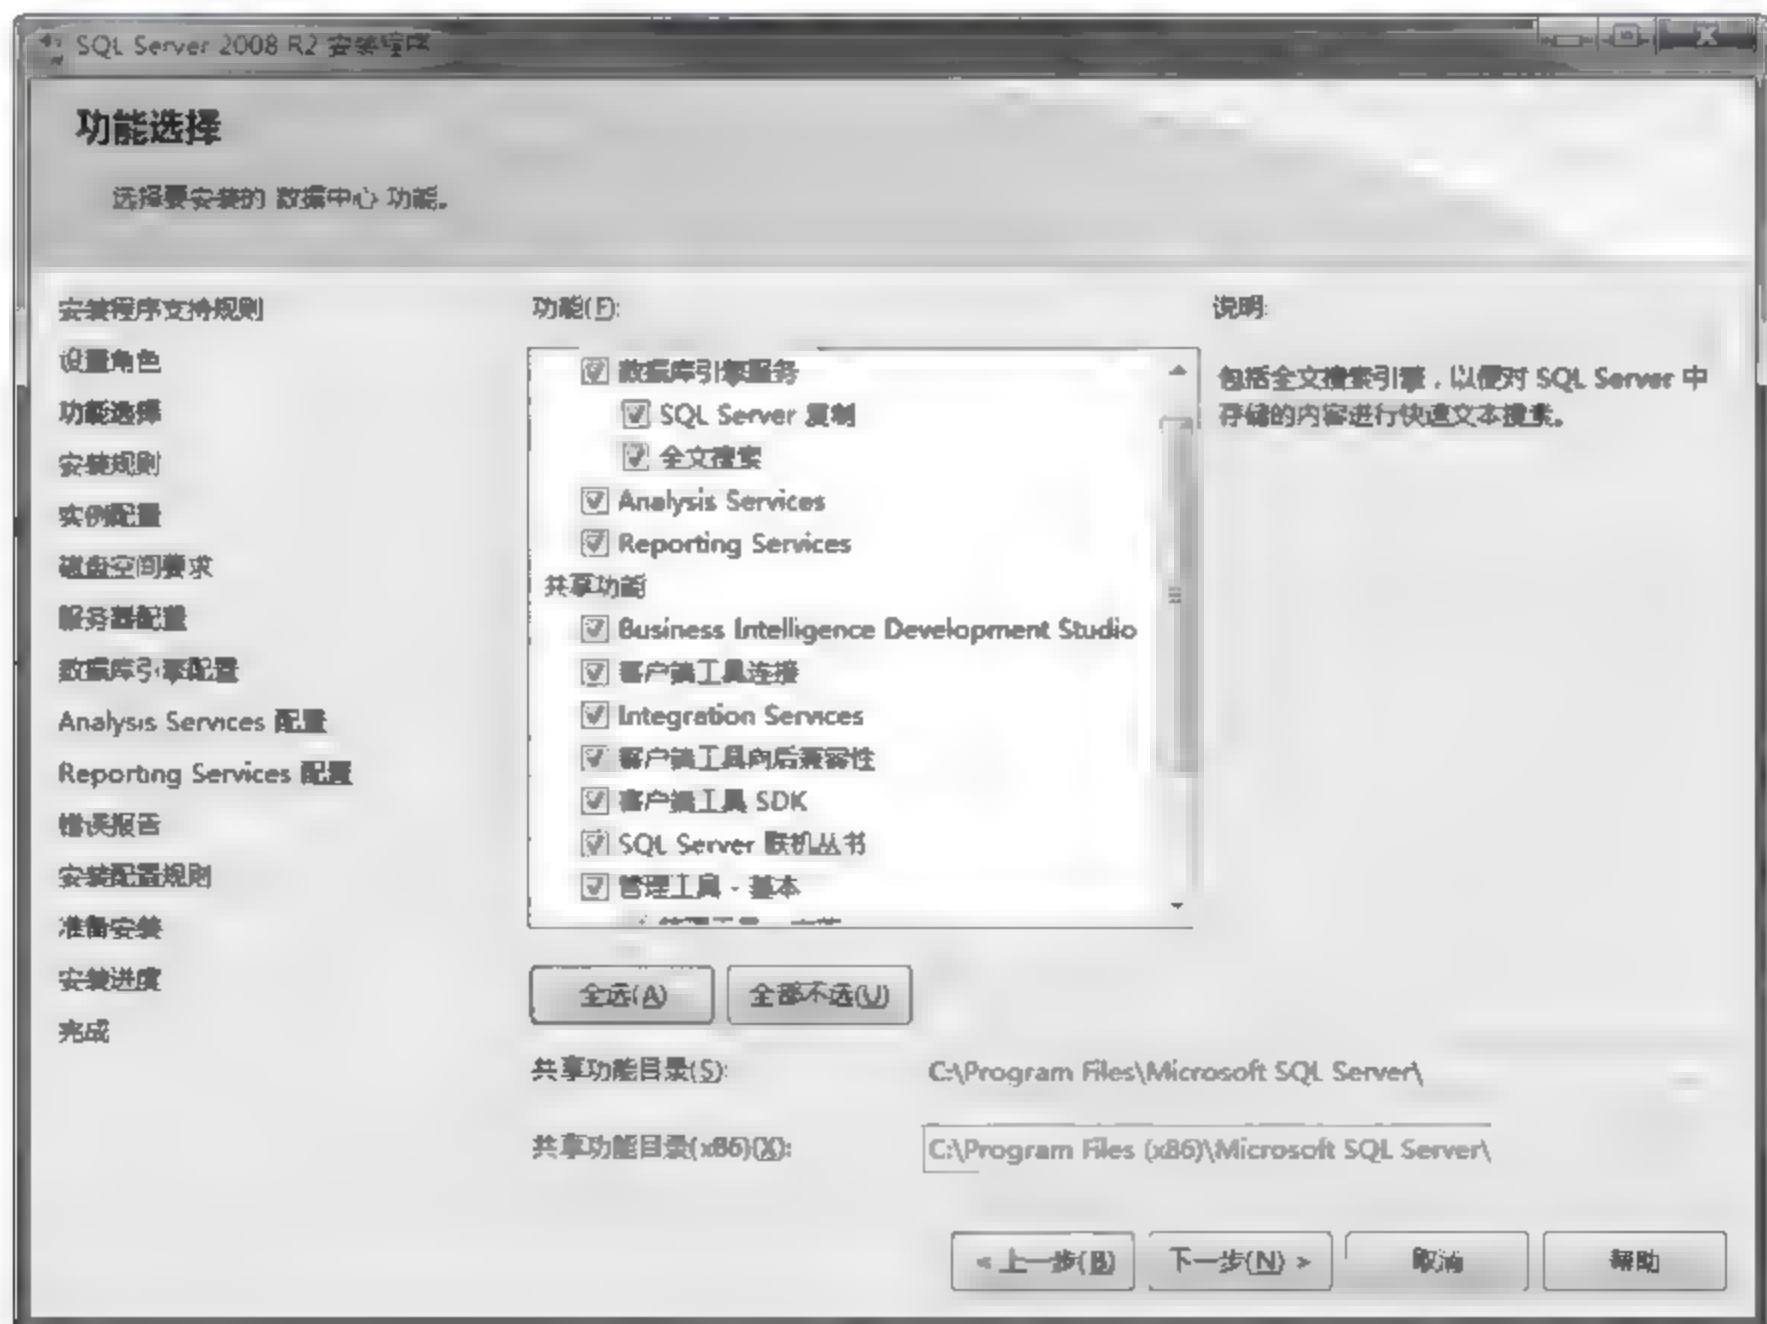 SQL Server 2008 R2 安装程序
功能选择
选择要安装的 数据中心 功能。
安装程序支持规则
设置角色
功能选择
安装规则
实例配置
磁盘空间要求
服务器配置
数据库引擎配置
Analysis Services 配置
Reporting Services 配置
错误报告
安装配置规则
准备安装
安装进度
完成
功能(F):
数据库引擎服务
SQL Server 复制
全文搜索
Analysis Services
Reporting Services
共享功能
Business Intelligence Development Studio
客户端工具连接
Integration Services
客户端工具向后兼容性
客户端工具 SDK
SQL Server 联机丛书
管理工具 - 基本
说明:
包括全文搜索引擎，以便对 SQL Server 中
存储的内容进行快速文本搜索。
全选(A)
全部不选(U)
共享功能目录(S):
C:\Program Files\Microsoft SQL Server\
共享功能目录(x86)(X):
C:\Program Files (x86)\Microsoft SQL Server\
< 上一步(B)
下一步(N) >
取消
帮助